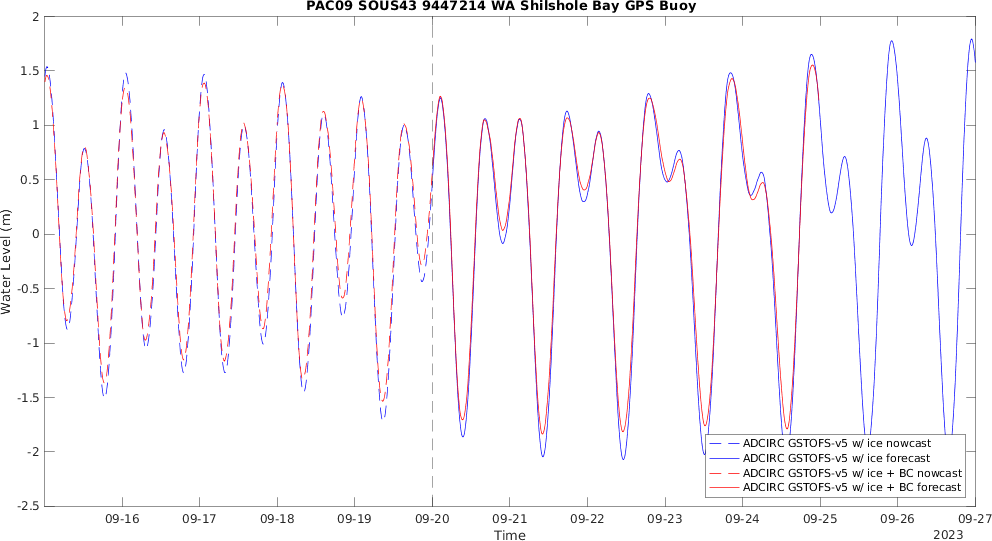 PAC09 SOUS43 9447214 WA Shilshole Bay GPS Buoy
Water Level (m)
2
1.5
1
0.5
0
-0.5
-1
-1.5
-2
-2.5
ADCIRC GSTOFS-v5 w/ ice nowcast
ADCIRC GSTOFS-v5 w/ ice forecast
ADCIRC GSTOFS-v5 w/ ice + BC nowcast
ADCIRC GSTOFS-v5 w/ ice + BC forecast
09-16 09-17 09-18 09-19 09-20 09-21 09-22 09-23 09-24 09-25 09-26 09-27
Time
2023